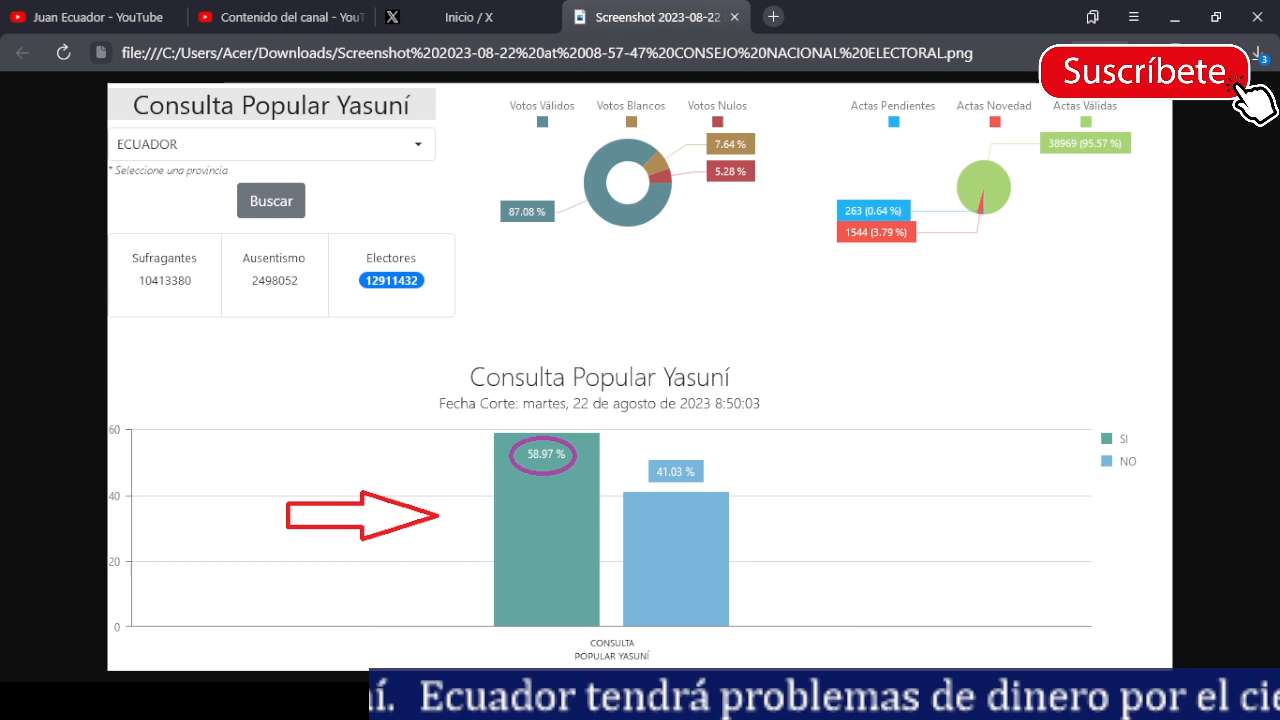 Juan Ecuador - YouTube
Contenido del canal - YouT
Inicio / X
Screenshot 2023-08-22
file:///C:/Users/Acer/Downloads/Screenshot%202023-08-22%20at%2008-57-47%20CONSEJO%20NACIONAL%20ELECTORAL.png
3
Suscríbete
Consulta Popular Yasuní
ECUADOR
* Seleccione una provincia
Buscar
Sufragantes Ausentismo Electores
10413380 2498052 12911432
Votos Válidos Votos Blancos Votos Nulos
7.64 %
5.28 %
87.08 %
Actas Pendientes Actas Novedad Actas Válidas
38969 (95.57 %)
263 (0.64 %)
1544 (3.79 %)
Consulta Popular Yasuní
Fecha Corte: martes, 22 de agosto de 2023 8:50:03
60
40
20
0
58.97 %
41.03 %
SI
NO
CONSULTA
POPULAR YASUNÍ
í. Ecuador tendrá problemas de dinero por el cie